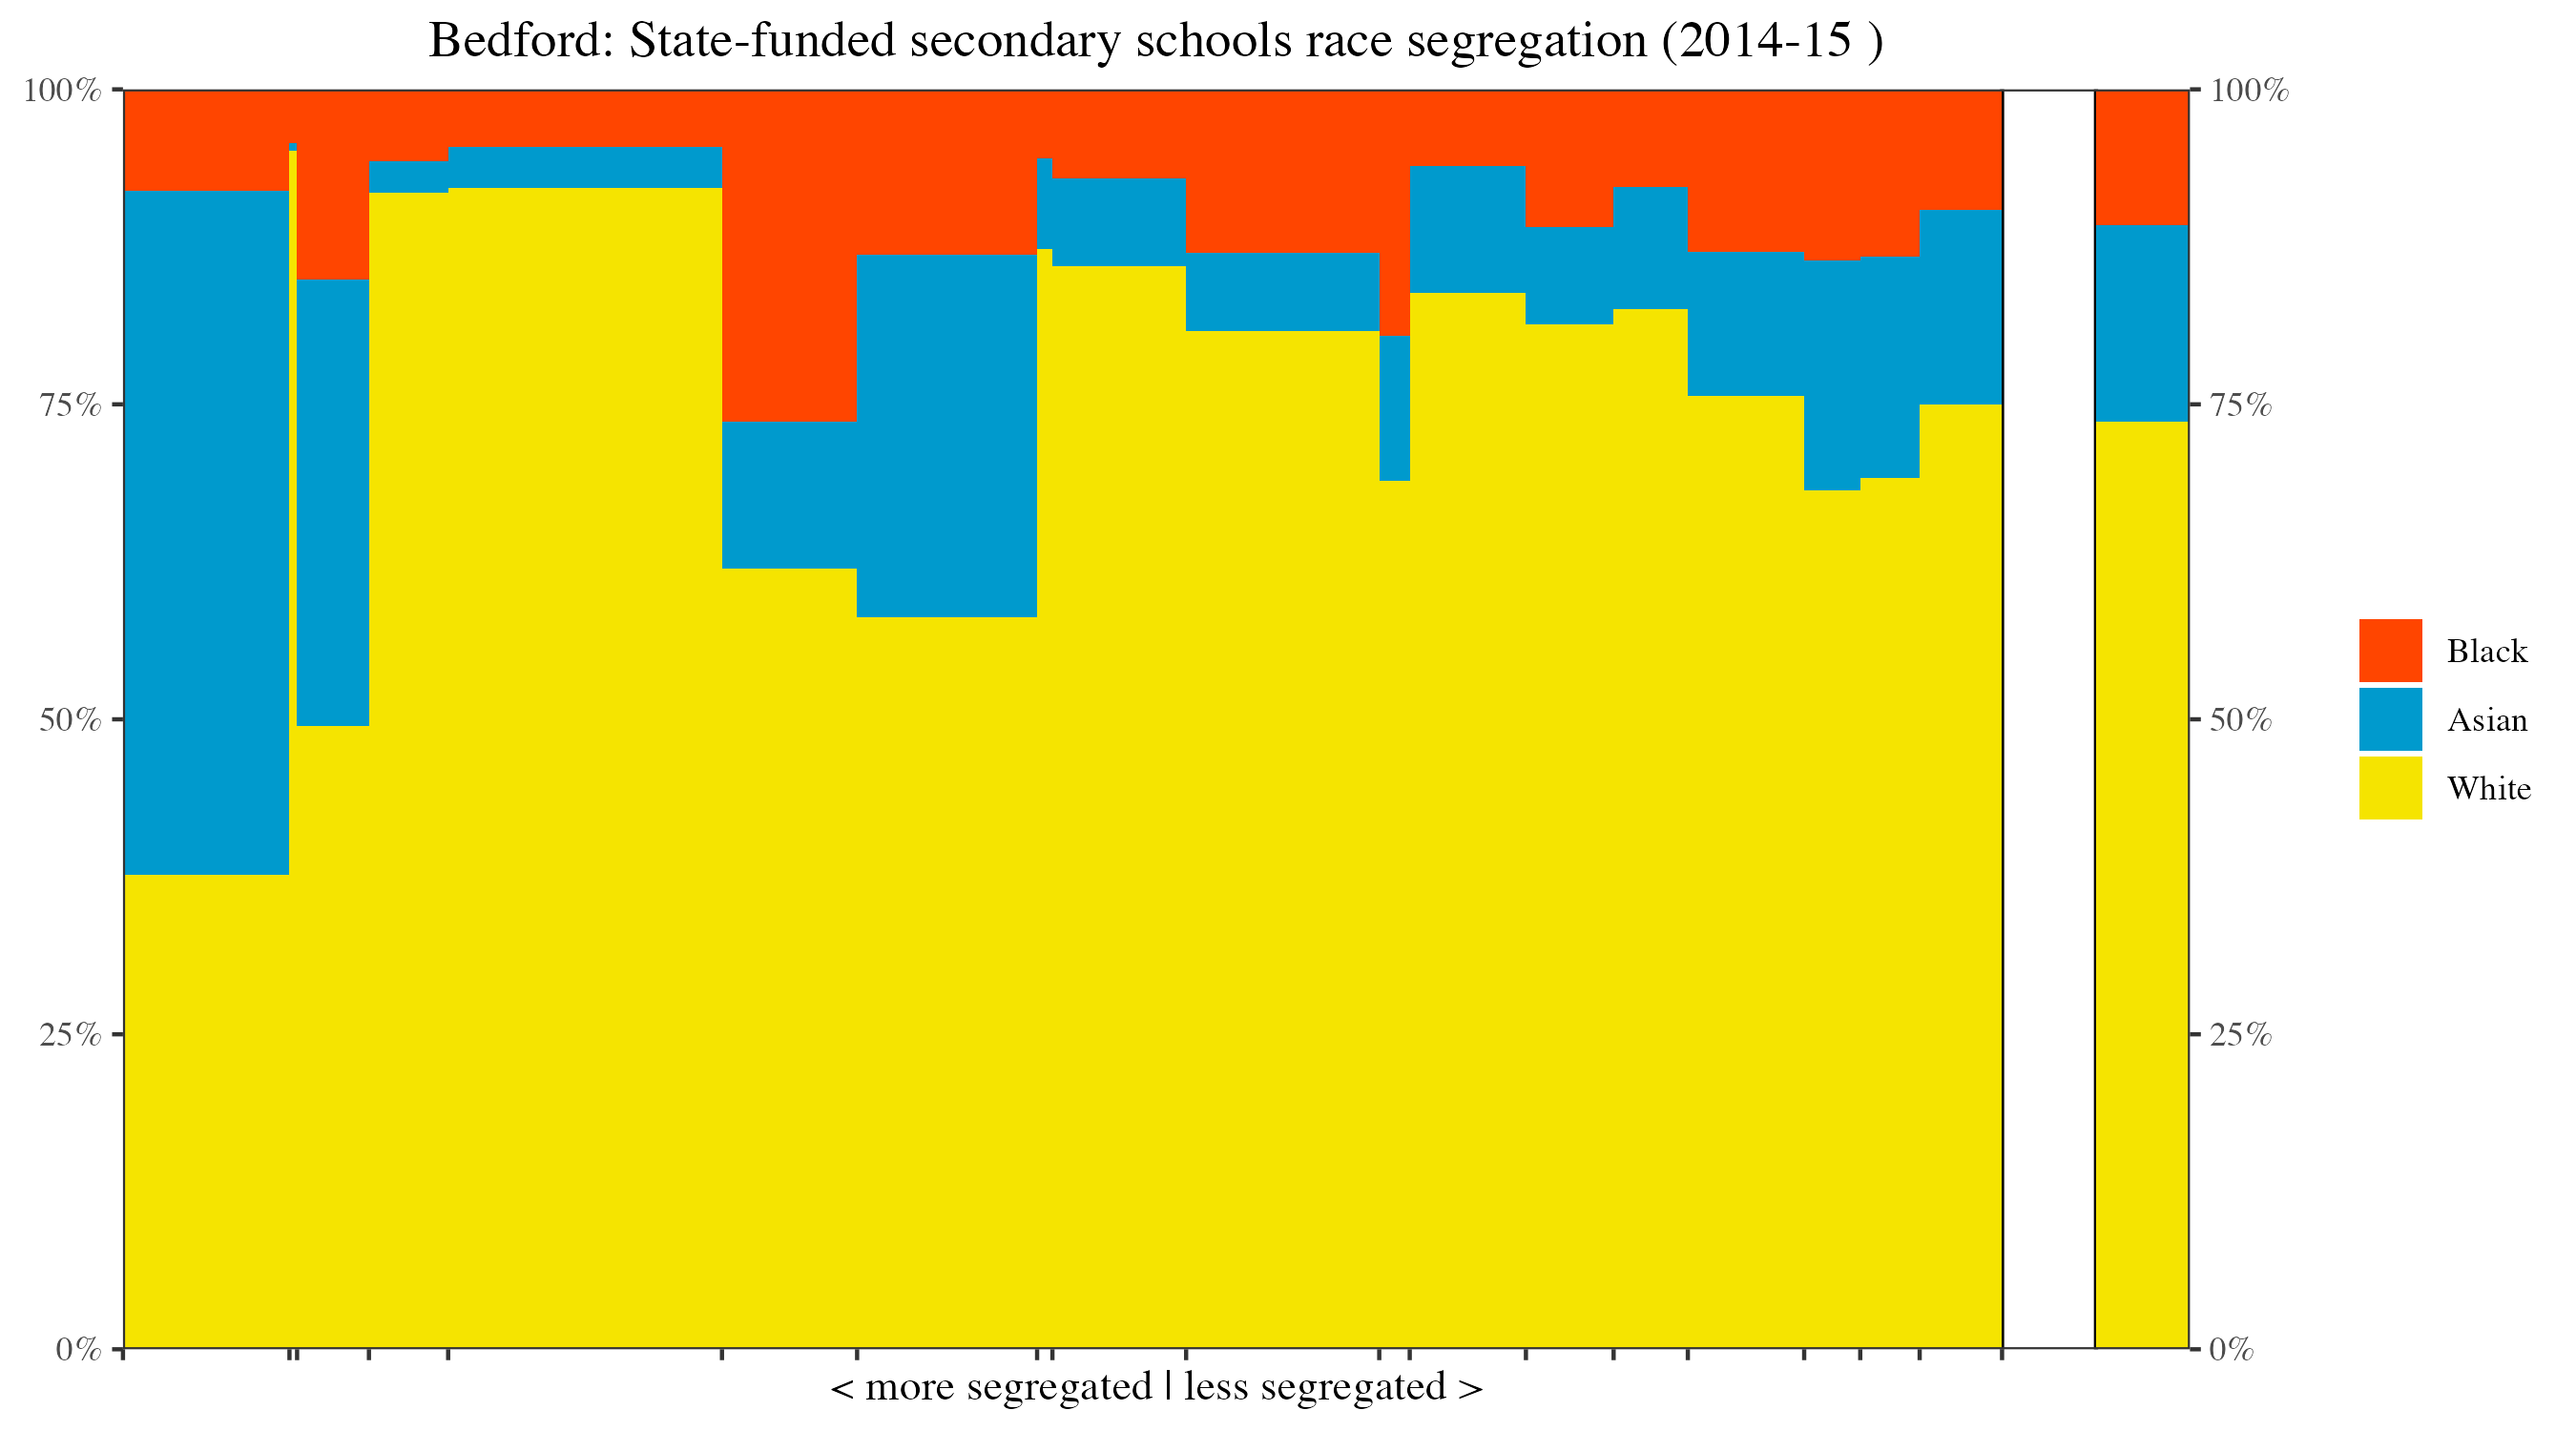 Bedford: State-funded secondary schools race segregation (2014-15 )
100%
75%
50%
25%
0%
100%
75%
50%
25%
0%
Black
Asian
White
< more segregated | less segregated >